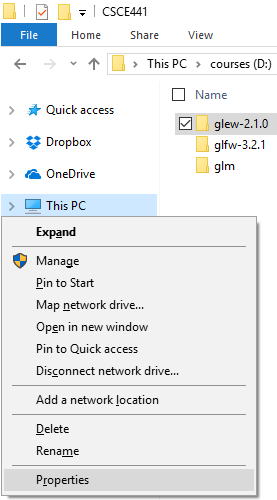 CSCE441
File Home Share View
This PC > courses (D:)
Name
Quick access
Dropbox
OneDrive
This PC
glew-2.1.0
glfw-3.2.1
glm
Expand
Manage
Pin to Start
Map network drive...
Open in new window
Pin to Quick access
Disconnect network drive...
Add a network location
Delete
Rename
Properties